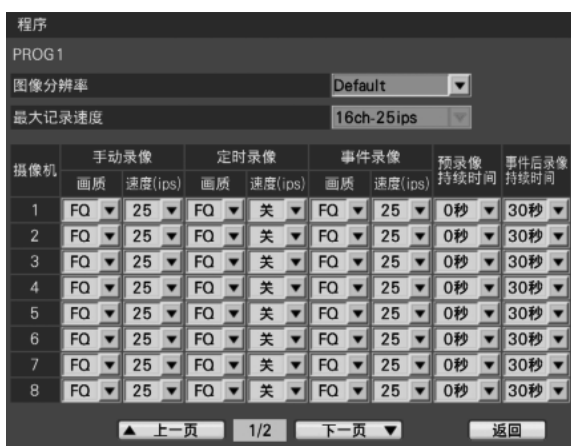 程序
PROG1
图像分辨率 Default
最大记录速度 16ch-25ips
摄像机 手动录像 定时录像 事件录像 预录像持续时间 事件后录像持续时间
画质 速度(ips) 画质 速度(ips) 画质 速度(ips)
1 FQ 25 FQ 关 FQ 25 0秒 30秒
2 FQ 25 FQ 关 FQ 25 0秒 30秒
3 FQ 25 FQ 关 FQ 25 0秒 30秒
4 FQ 25 FQ 关 FQ 25 0秒 30秒
5 FQ 25 FQ 关 FQ 25 0秒 30秒
6 FQ 25 FQ 关 FQ 25 0秒 30秒
7 FQ 25 FQ 关 FQ 25 0秒 30秒
8 FQ 25 FQ 关 FQ 25 0秒 30秒
▲ 上一页 1/2 下一页 ▼ 返回